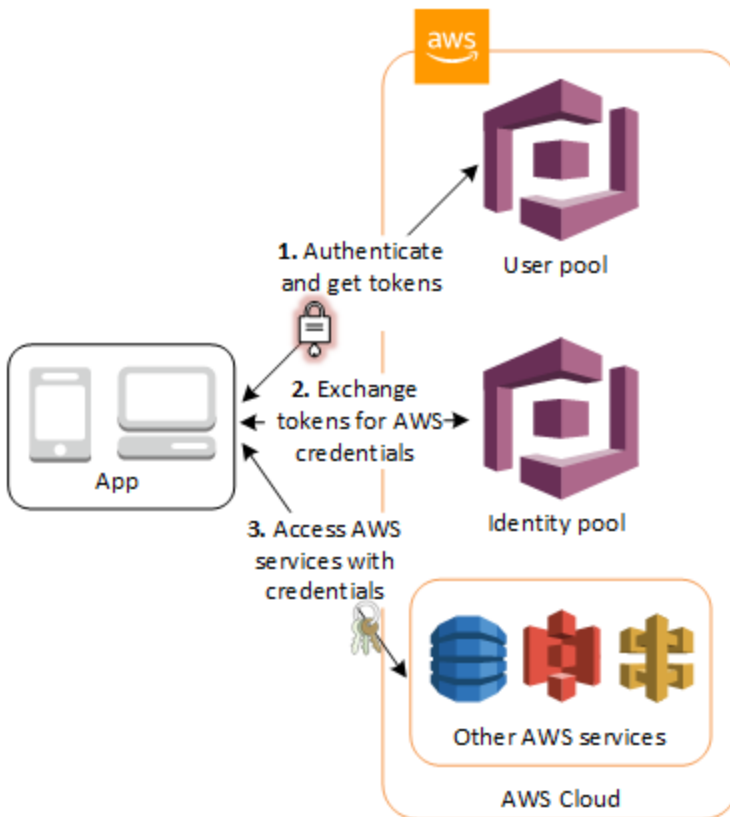 aws
1. Authenticate
and get tokens
User pool
2. Exchange
tokens for AWS
credentials
App
Identity pool
3. Access AWS
services with
credentials
Other AWS services
AWS Cloud